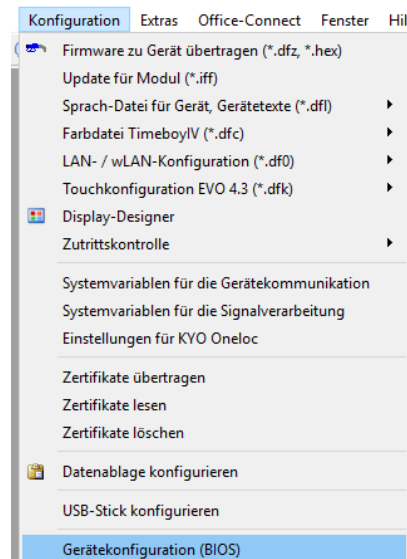 Konfiguration Extras Office-Connect Fenster Hil
Firmware zu Gerät übertragen (*.dfz, *.hex)
Update für Modul (*.iff)
Sprach-Datei für Gerät, Gerätetexte (*.dfl)
Farbdatei TimeboyIV (*.dfc)
LAN- / wLAN-Konfiguration (*.df0)
Touchkonfiguration EVO 4.3 (*.dfk)
Display-Designer
Zutrittskontrolle
Systemvariablen für die Gerätekommunikation
Systemvariablen für die Signalverarbeitung
Einstellungen für KYO Oneloc
Zertifikate übertragen
Zertifikate lesen
Zertifikate löschen
Datenablage konfigurieren
USB-Stick konfigurieren
Gerätekonfiguration (BIOS)